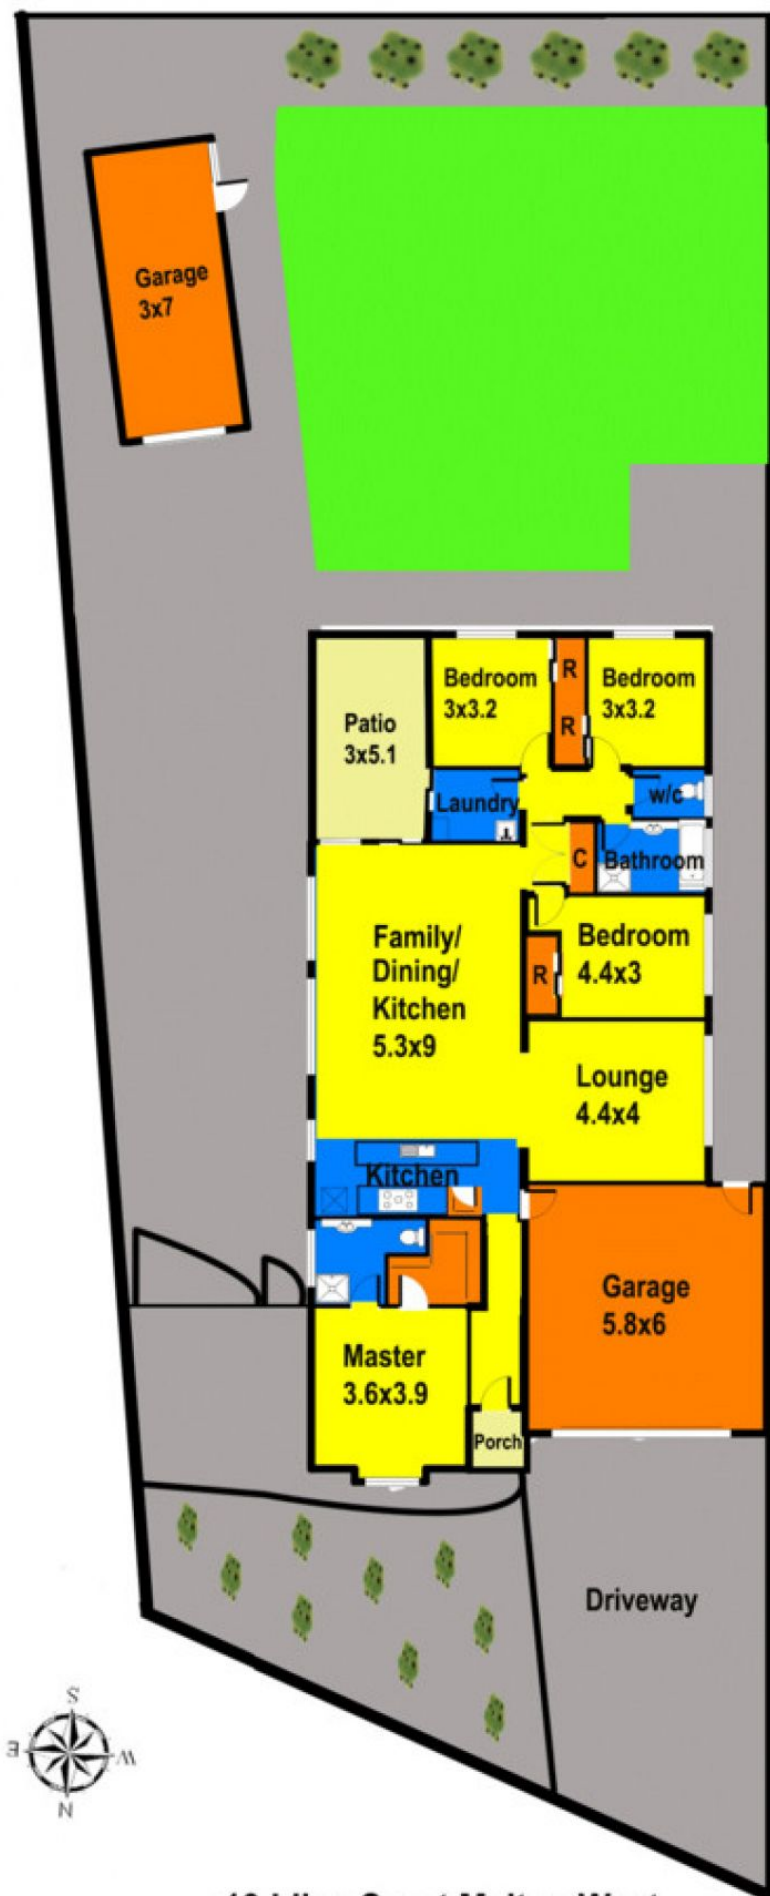 Garage
3x7
Bedroom
3x3.2
R
R
Bedroom
3x3.2
Patio
3x5.1
Laundry
w/c
C
Bathroom
Family/
Dining/
Kitchen
5.3x9
Bedroom
4.4x3
R
Lounge
4.4x4
Kitchen
Garage
5.8x6
Master
3.6x3.9
Porch
Driveway
S
E
W
N